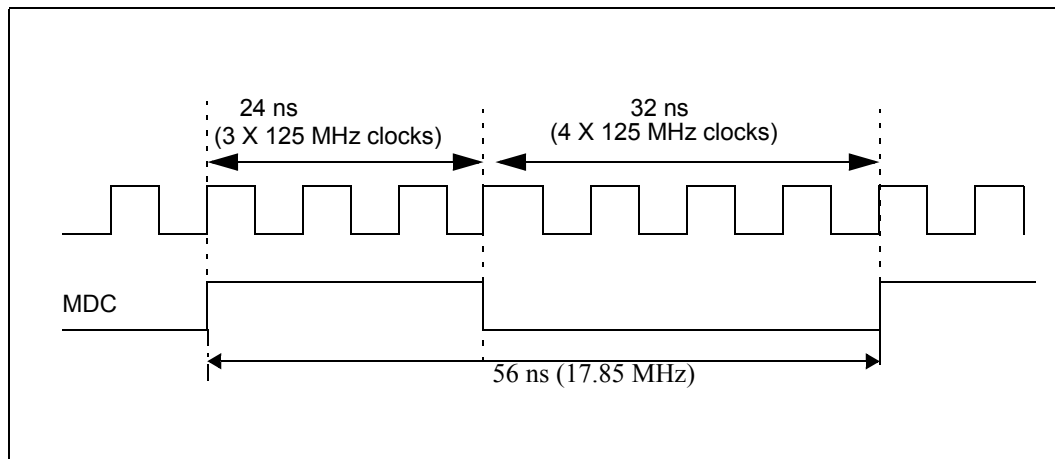 24 ns
(3 X 125 MHz clocks)
32 ns
(4 X 125 MHz clocks)
MDC
56 ns (17.85 MHz)